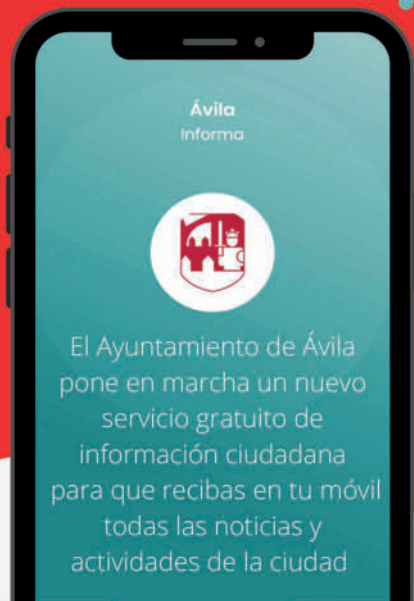 Ávila
Informa
El Ayuntamiento de Ávila
pone en marcha un nuevo
servicio gratuito de
información ciudadana
para que recibas en tu móvil
todas las noticias y
actividades de la ciudad